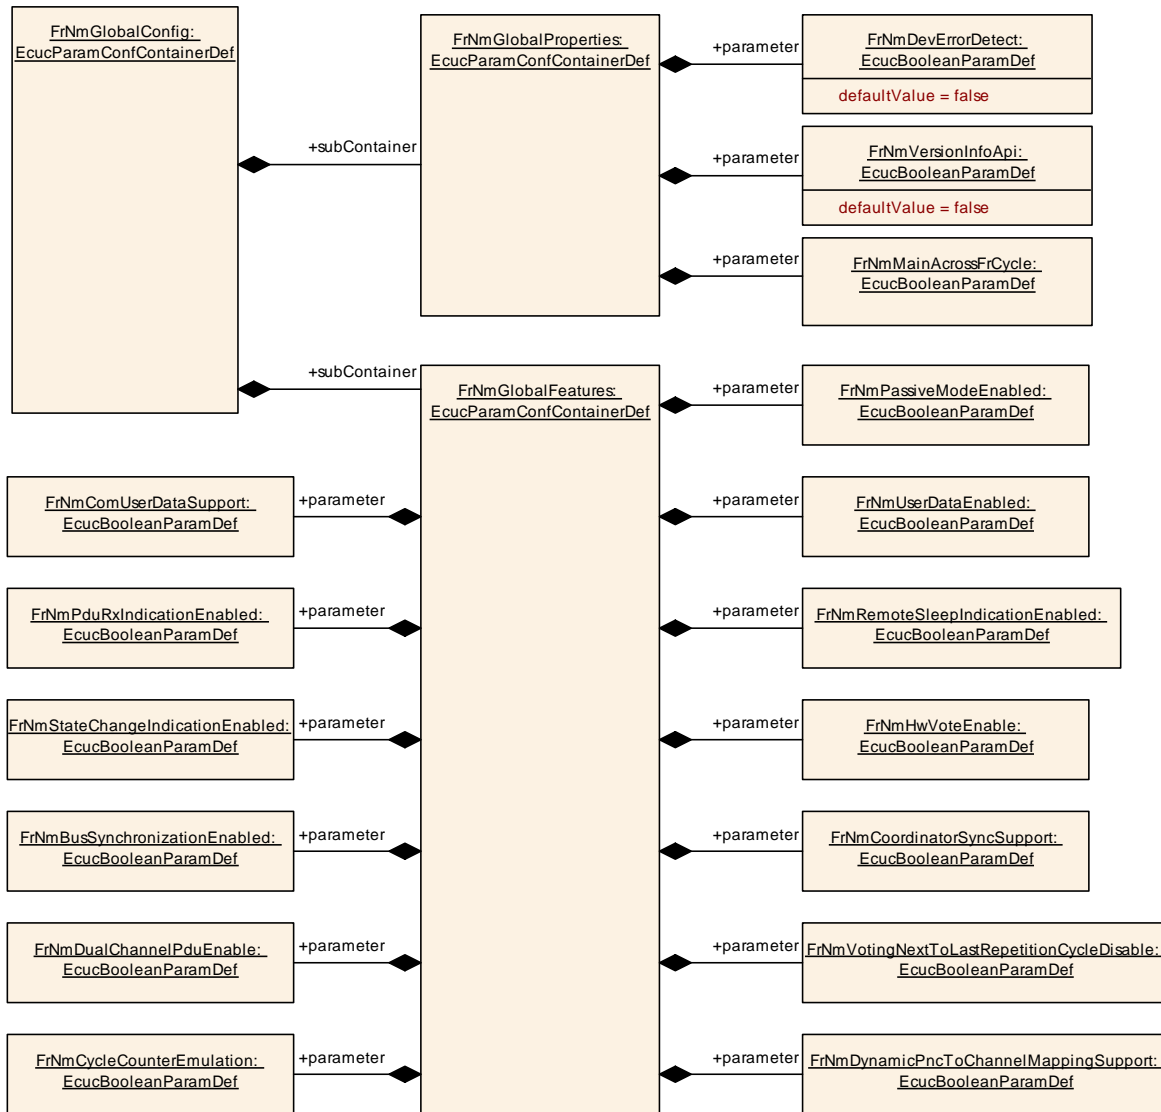 FrNmGlobalConfig:
EcucParamConfContainerDef
FrNmGlobalProperties:
EcucParamConfContainerDef
+parameter
FrNmDevErrorDetect:
EcucBooleanParamDef
defaultValue = false
+subContainer
+parameter
FrNmVersionInfoApi:
EcucBooleanParamDef
defaultValue = false
+parameter
FrNmMainAcrossFrCycle:
EcucBooleanParamDef
+subContainer
FrNmGlobalFeatures:
EcucParamConfContainerDef
+parameter
FrNmPassiveModeEnabled:
EcucBooleanParamDef
FrNmComUserDataSupport:
EcucBooleanParamDef
+parameter
+parameter
FrNmUserDataEnabled:
EcucBooleanParamDef
FrNmPduRxIndicationEnabled:
EcucBooleanParamDef
+parameter
+parameter
FrNmRemoteSleepIndicationEnabled:
EcucBooleanParamDef
FrNmStateChangeIndicationEnabled:
EcucBooleanParamDef
+parameter
+parameter
FrNmHwVoteEnable:
EcucBooleanParamDef
FrNmBusSynchronizationEnabled:
EcucBooleanParamDef
+parameter
+parameter
FrNmCoordinatorSyncSupport:
EcucBooleanParamDef
FrNmDualChannelPduEnable:
EcucBooleanParamDef
+parameter
+parameter
FrNmVotingNextToLastRepetitionCycleDisable:
EcucBooleanParamDef
FrNmCycleCounterEmulation:
EcucBooleanParamDef
+parameter
+parameter
FrNmDynamicPncToChannelMappingSupport:
EcucBooleanParamDef